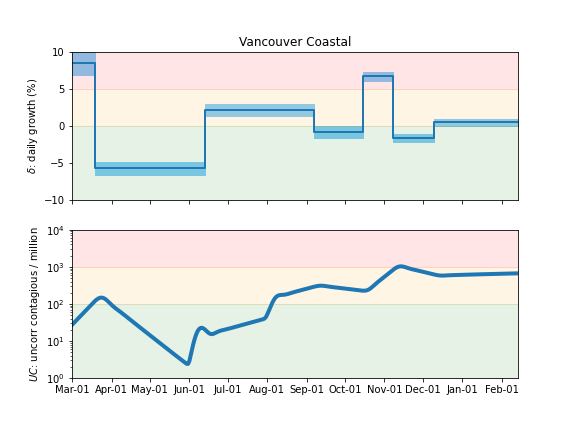 Vancouver Coastal
δ: daily growth (%)
10
5
0
−5
−10
UC: uncorr contagious / million
10⁴
10³
10²
10¹
10⁰
Mar-01 Apr-01 May-01 Jun-01 Jul-01 Aug-01 Sep-01 Oct-01 Nov-01 Dec-01 Jan-01 Feb-01